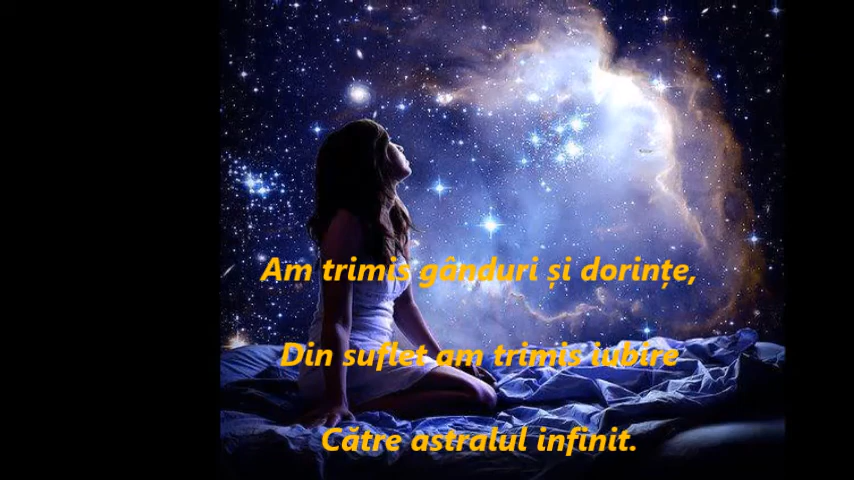 Am trimis gânduri și dorințe,
Din suflet am trimis iubire
Către astralul infinit.